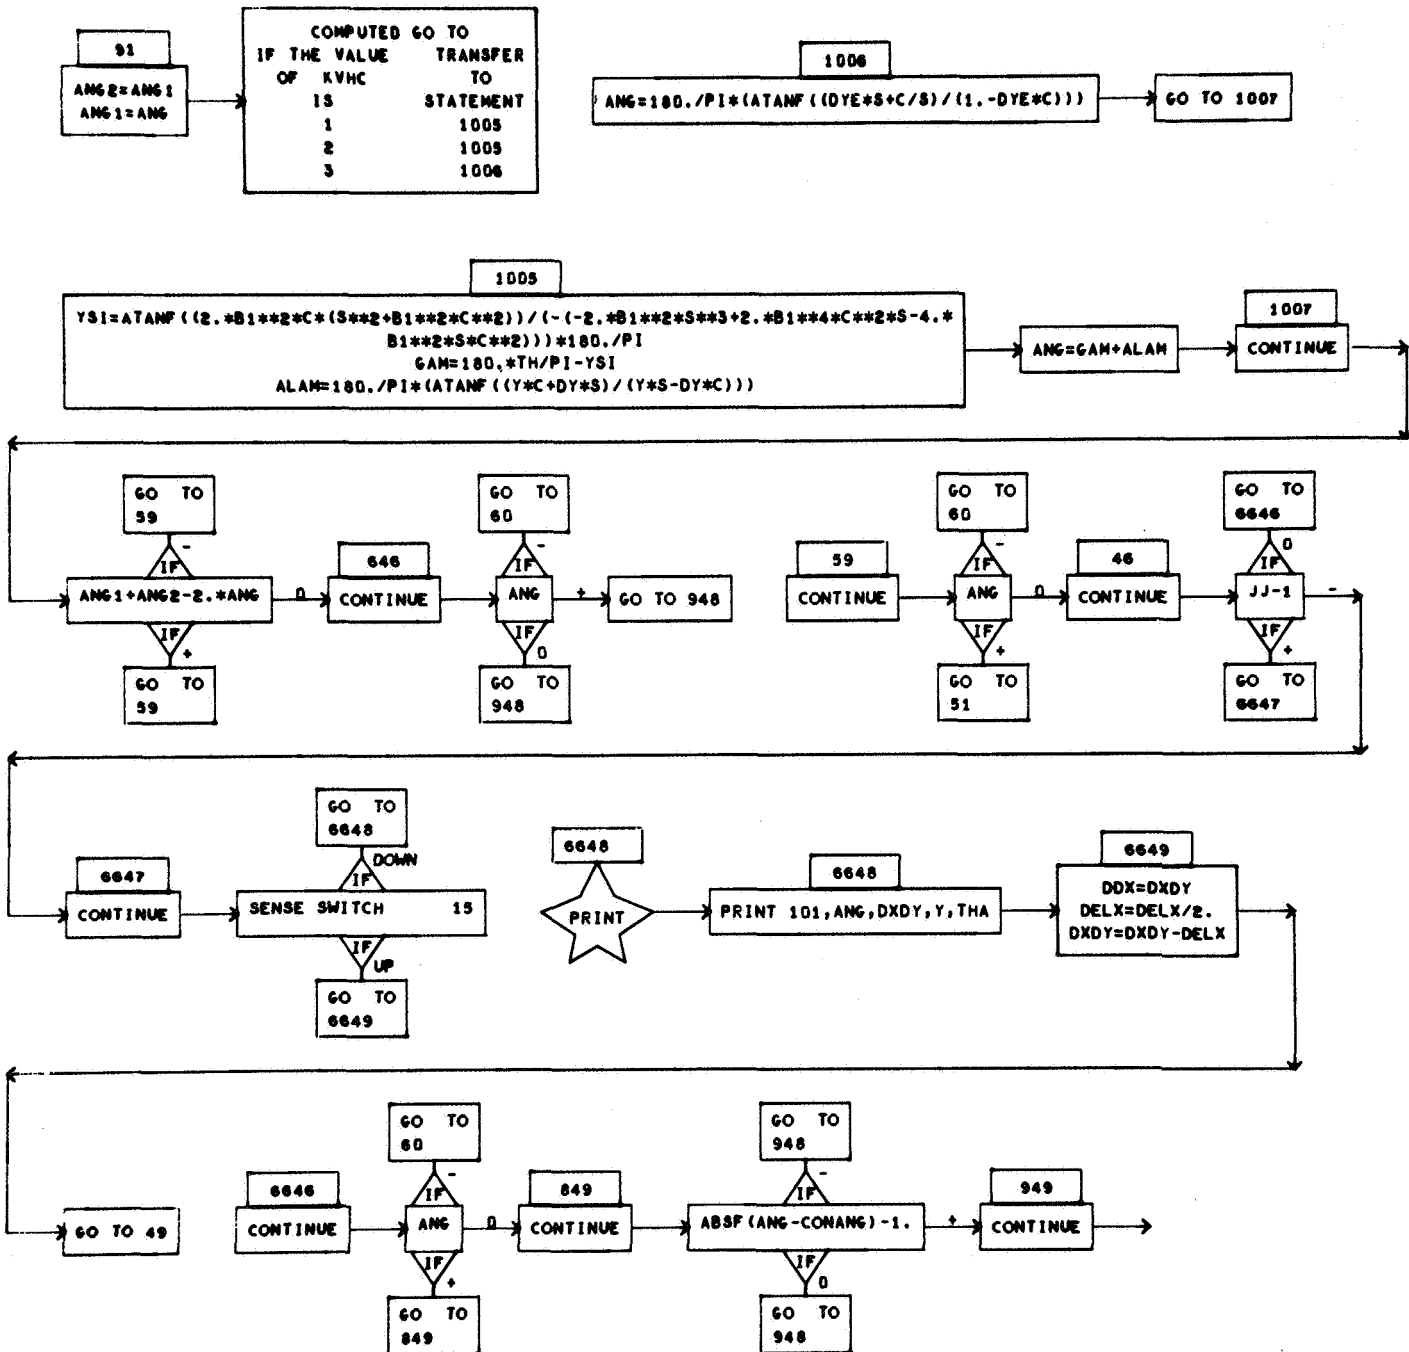 91
ANG2=ANG1
ANG1=ANG
COMPUTED GO TO
IF THE VALUE TRANSFER
OF KVHC TO
IS STATEMENT
1 1005
2 1005
3 1006
1006
ANG=180./PI*(ATANF((DYE*S+C/S)/(1.-DYE*C)))
GO TO 1007
1005
YSI=ATANF((2.*B1**2*C*(S**2+B1**2*C**2))/(-(-2.*B1**2*S**3+2.*B1**4*C**2*S-4.*
B1**2*S*C**2)))*180./PI
GAM=180.*TH/PI-YSI
ALAM=180./PI*(ATANF((Y*C+DY*S)/(Y*S-DY*C)))
ANG=GAM+ALAM
1007
CONTINUE
GO TO
59
-
IF
ANG1+ANG2-2.*ANG
0
IF
+
GO TO
59
646
CONTINUE
GO TO
60
-
IF
ANG
+
GO TO 948
IF
0
GO TO
948
59
CONTINUE
GO TO
60
-
IF
ANG
0
IF
+
GO TO
51
46
CONTINUE
GO TO
6646
0
IF
JJ-1
-
IF
+
GO TO
6647
6647
CONTINUE
GO TO
6648
DOWN
IF
SENSE SWITCH 15
IF
UP
GO TO
6649
6648
PRINT
6648
PRINT 101,ANG,DXDY,Y,THA
6649
DDX=DXDY
DELX=DELX/2.
DXDY=DXDY-DELX
GO TO 49
6646
CONTINUE
GO TO
60
-
IF
ANG
0
IF
+
GO TO
849
849
CONTINUE
GO TO
948
-
IF
ABSF(ANG-CONANG)-1.
+
IF
0
GO TO
948
949
CONTINUE